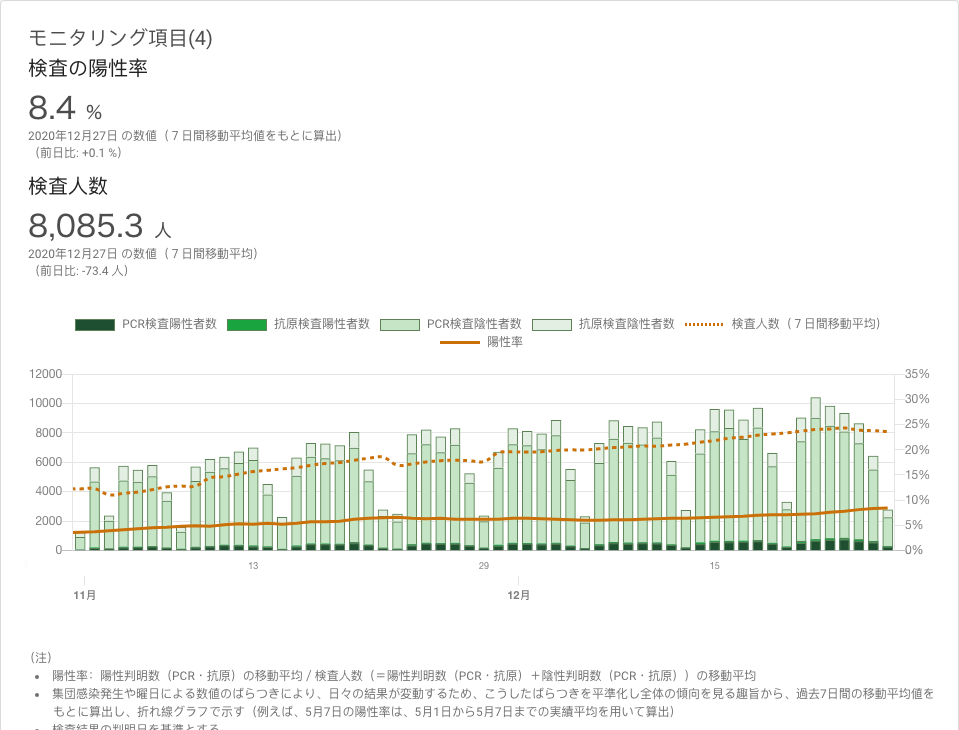 モニタリング項目(4)
検査の陽性率
8.4 %
2020年12月27日 の数値（７日間移動平均値をもとに算出）
（前日比: +0.1 %）
検査人数
8,085.3 人
2020年12月27日 の数値（７日間移動平均）
（前日比: -73.4 人）
PCR検査陽性者数 抗原検査陽性者数 PCR検査陰性者数 抗原検査陰性者数 検査人数（７日間移動平均）
陽性率
12000 35%
10000 30%
8000 25%
6000 20%
4000 15%
2000 10%
0 5%
0%
13 29 15
11月 12月
（注）
• 陽性率：陽性判明数（PCR・抗原）の移動平均 / 検査人数（＝陽性判明数（PCR・抗原）＋陰性判明数（PCR・抗原））の移動平均
• 集団感染発生や曜日による数値のばらつきにより、日々の結果が変動するため、こうしたばらつきを平準化し全体の傾向を見る趣旨から、過去7日間の移動平均値を
もとに算出し、折れ線グラフで示す（例えば、5月7日の陽性率は、5月1日から5月7日までの実績平均を用いて算出）
• 検査結果の判明日を基準とする